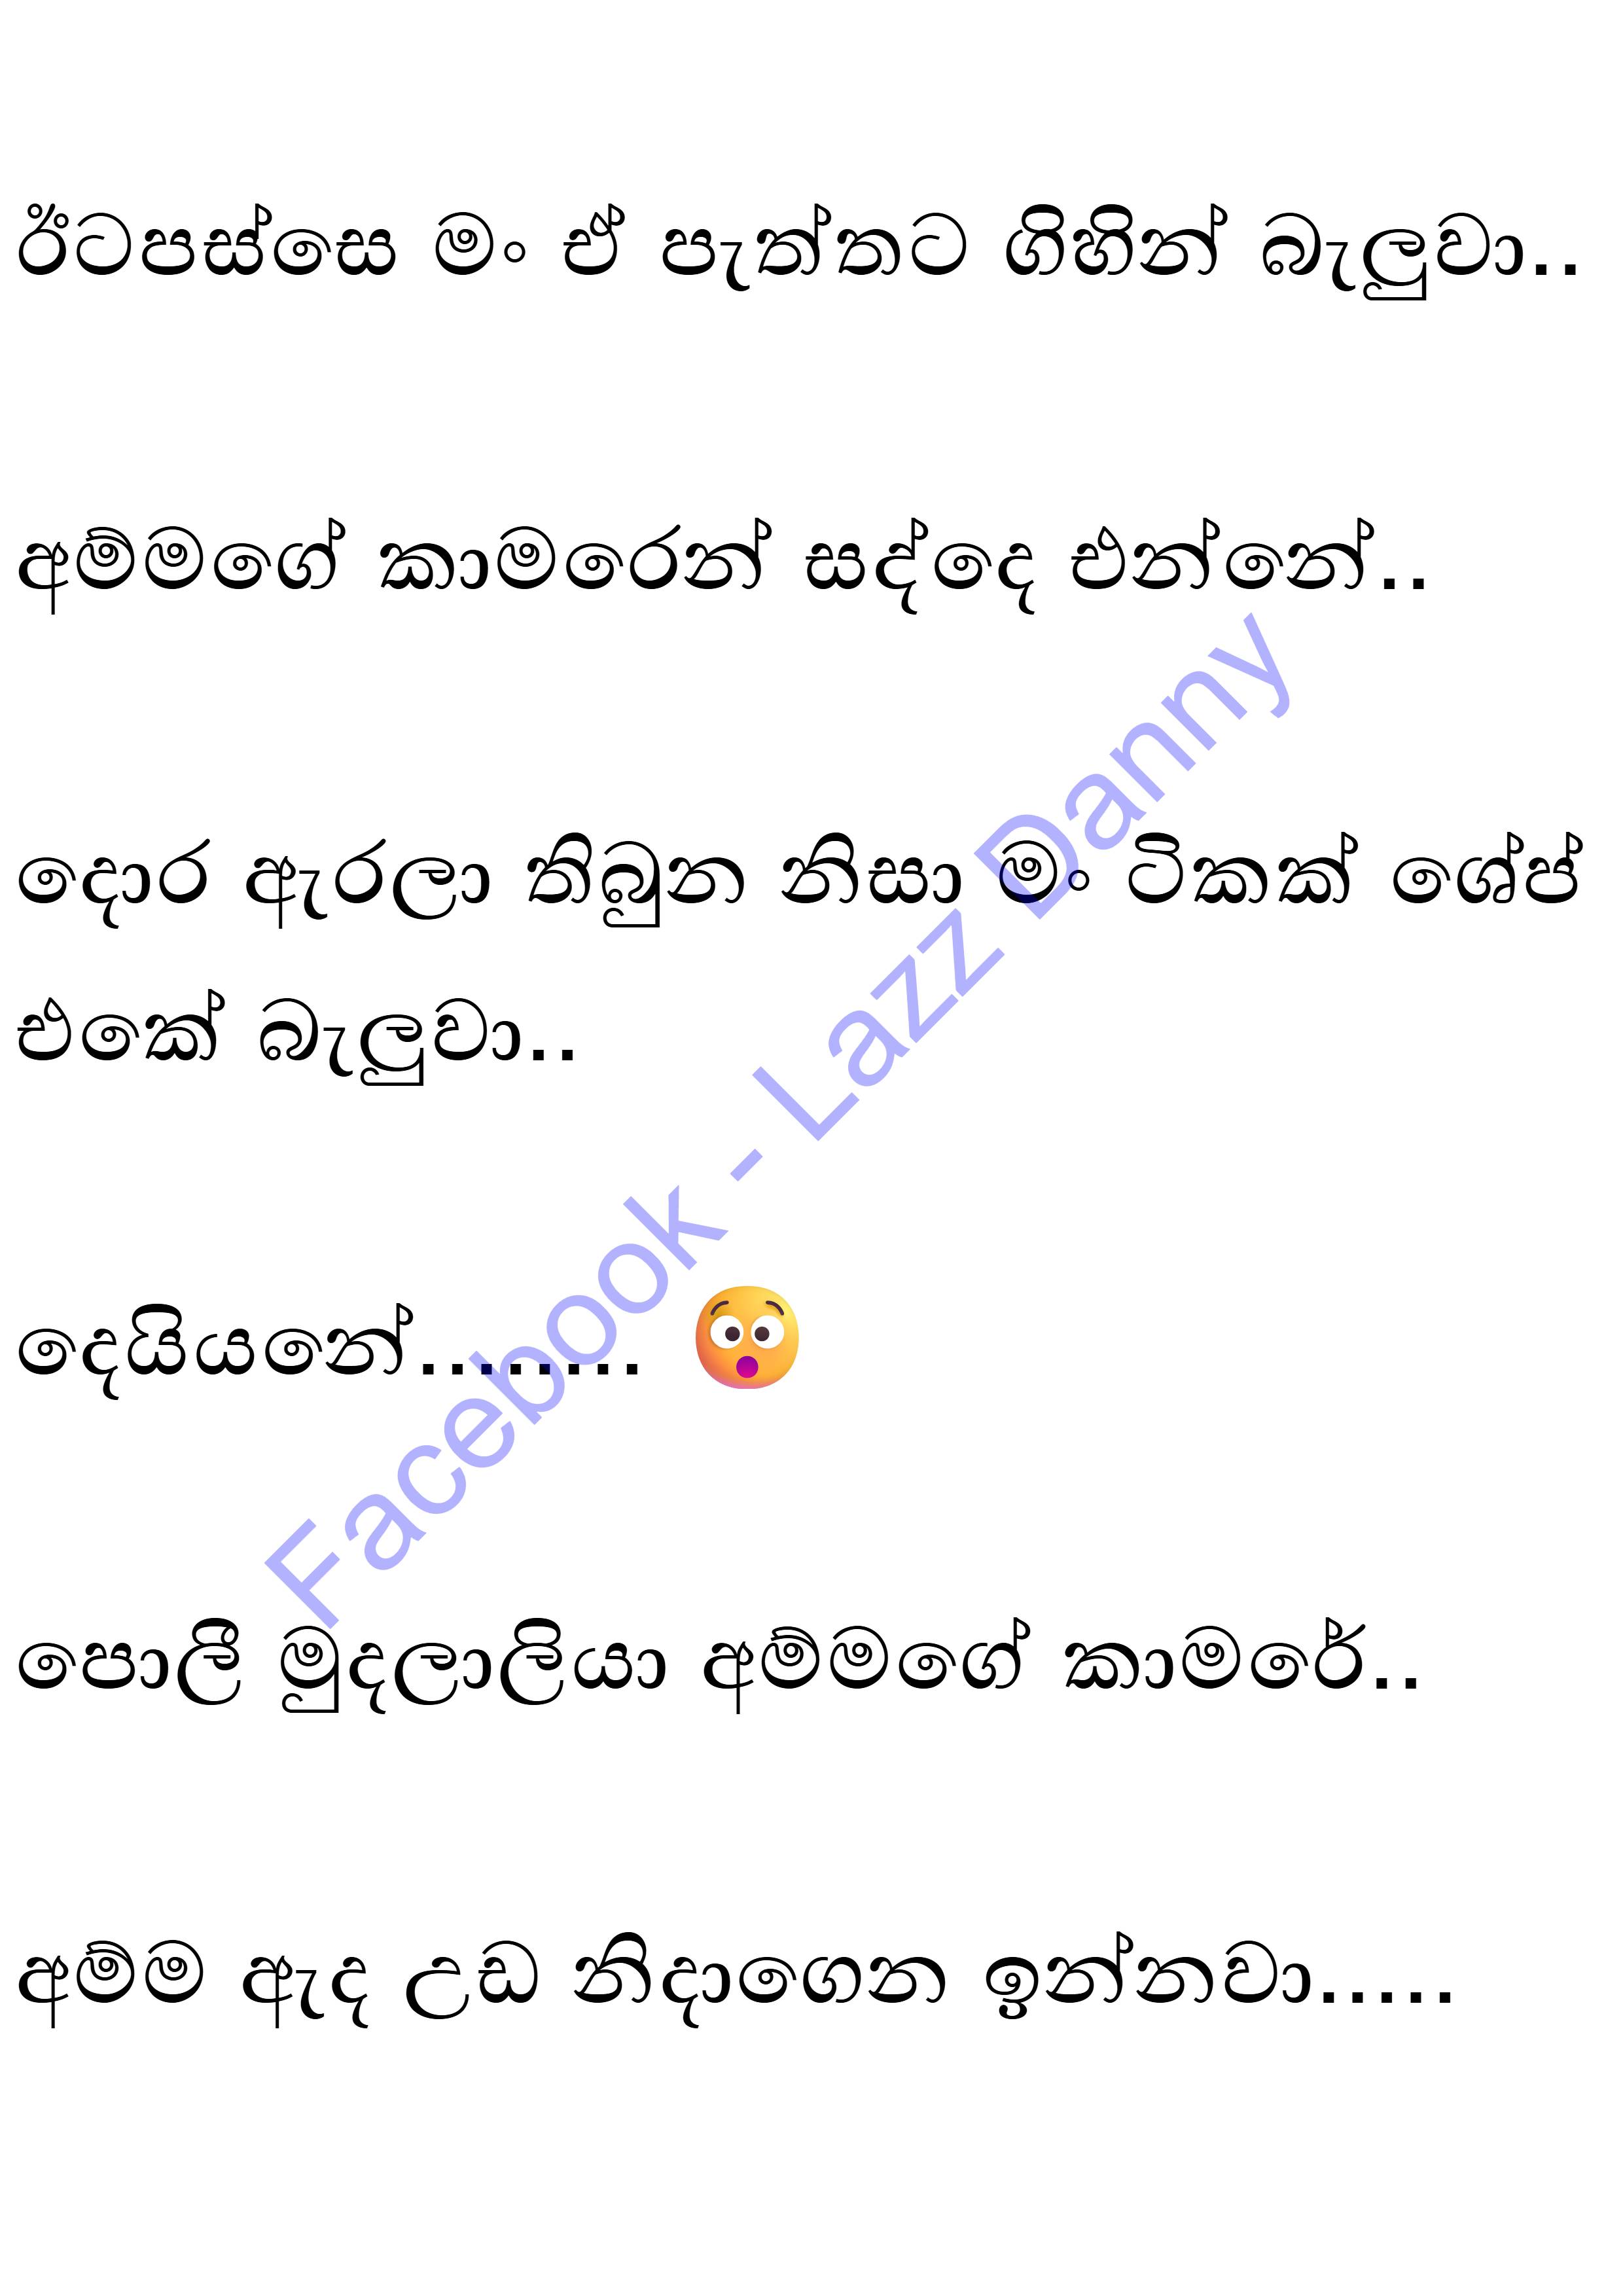 ඊටපස්සෙ මං ඒ පැත්තට ගිහින් බැලුවා..
අම්මගේ කාමරෙන් සද්දෙ එන්නේ..
දොර ඇරලා තිබුන නිසා මං ටිකක් ශේප්
එකේ බැලුවා..
දෙයියනේ........ 😲
පොලී මුදලාලියා අම්මගේ කාමරේ..
අම්ම ඇඳ උඩ නිදාගෙන ඉන්නවා.....
Facebook - Lazz Danny